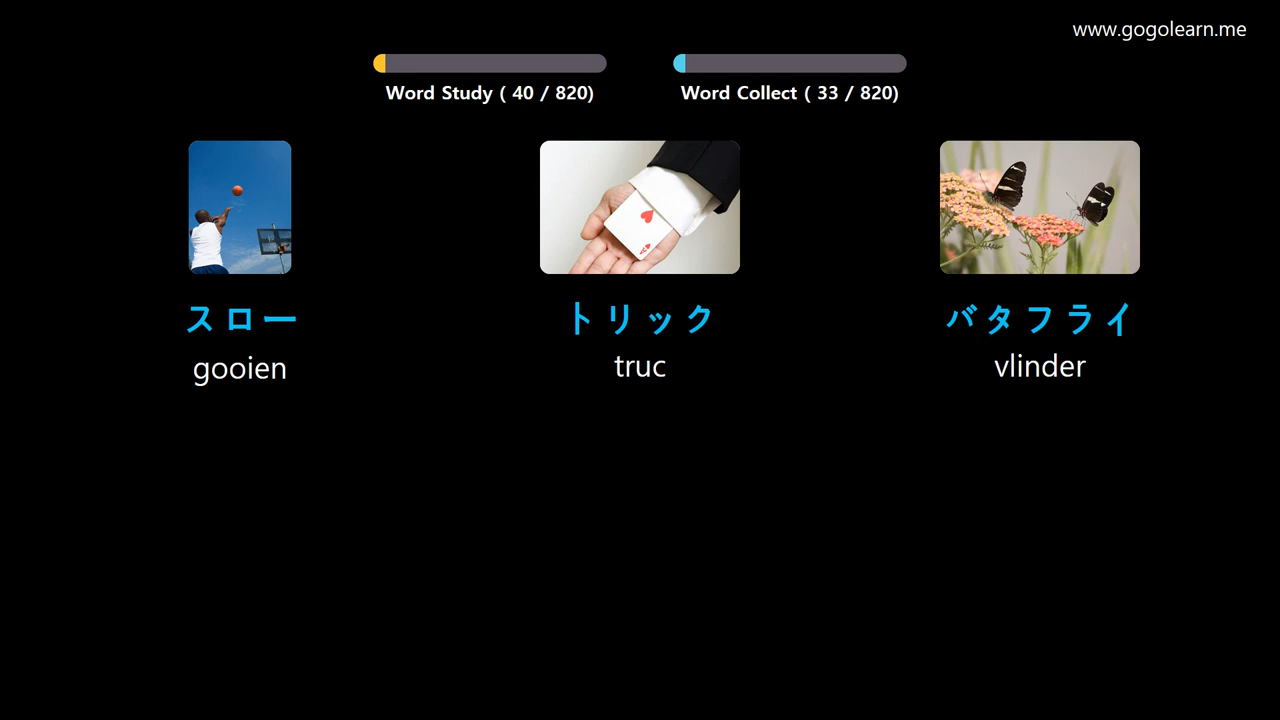 www.gogolearn.me
Word Study ( 40 / 820)
Word Collect ( 33 / 820)
スロー
トリック
バタフライ
gooien
truc
vlinder